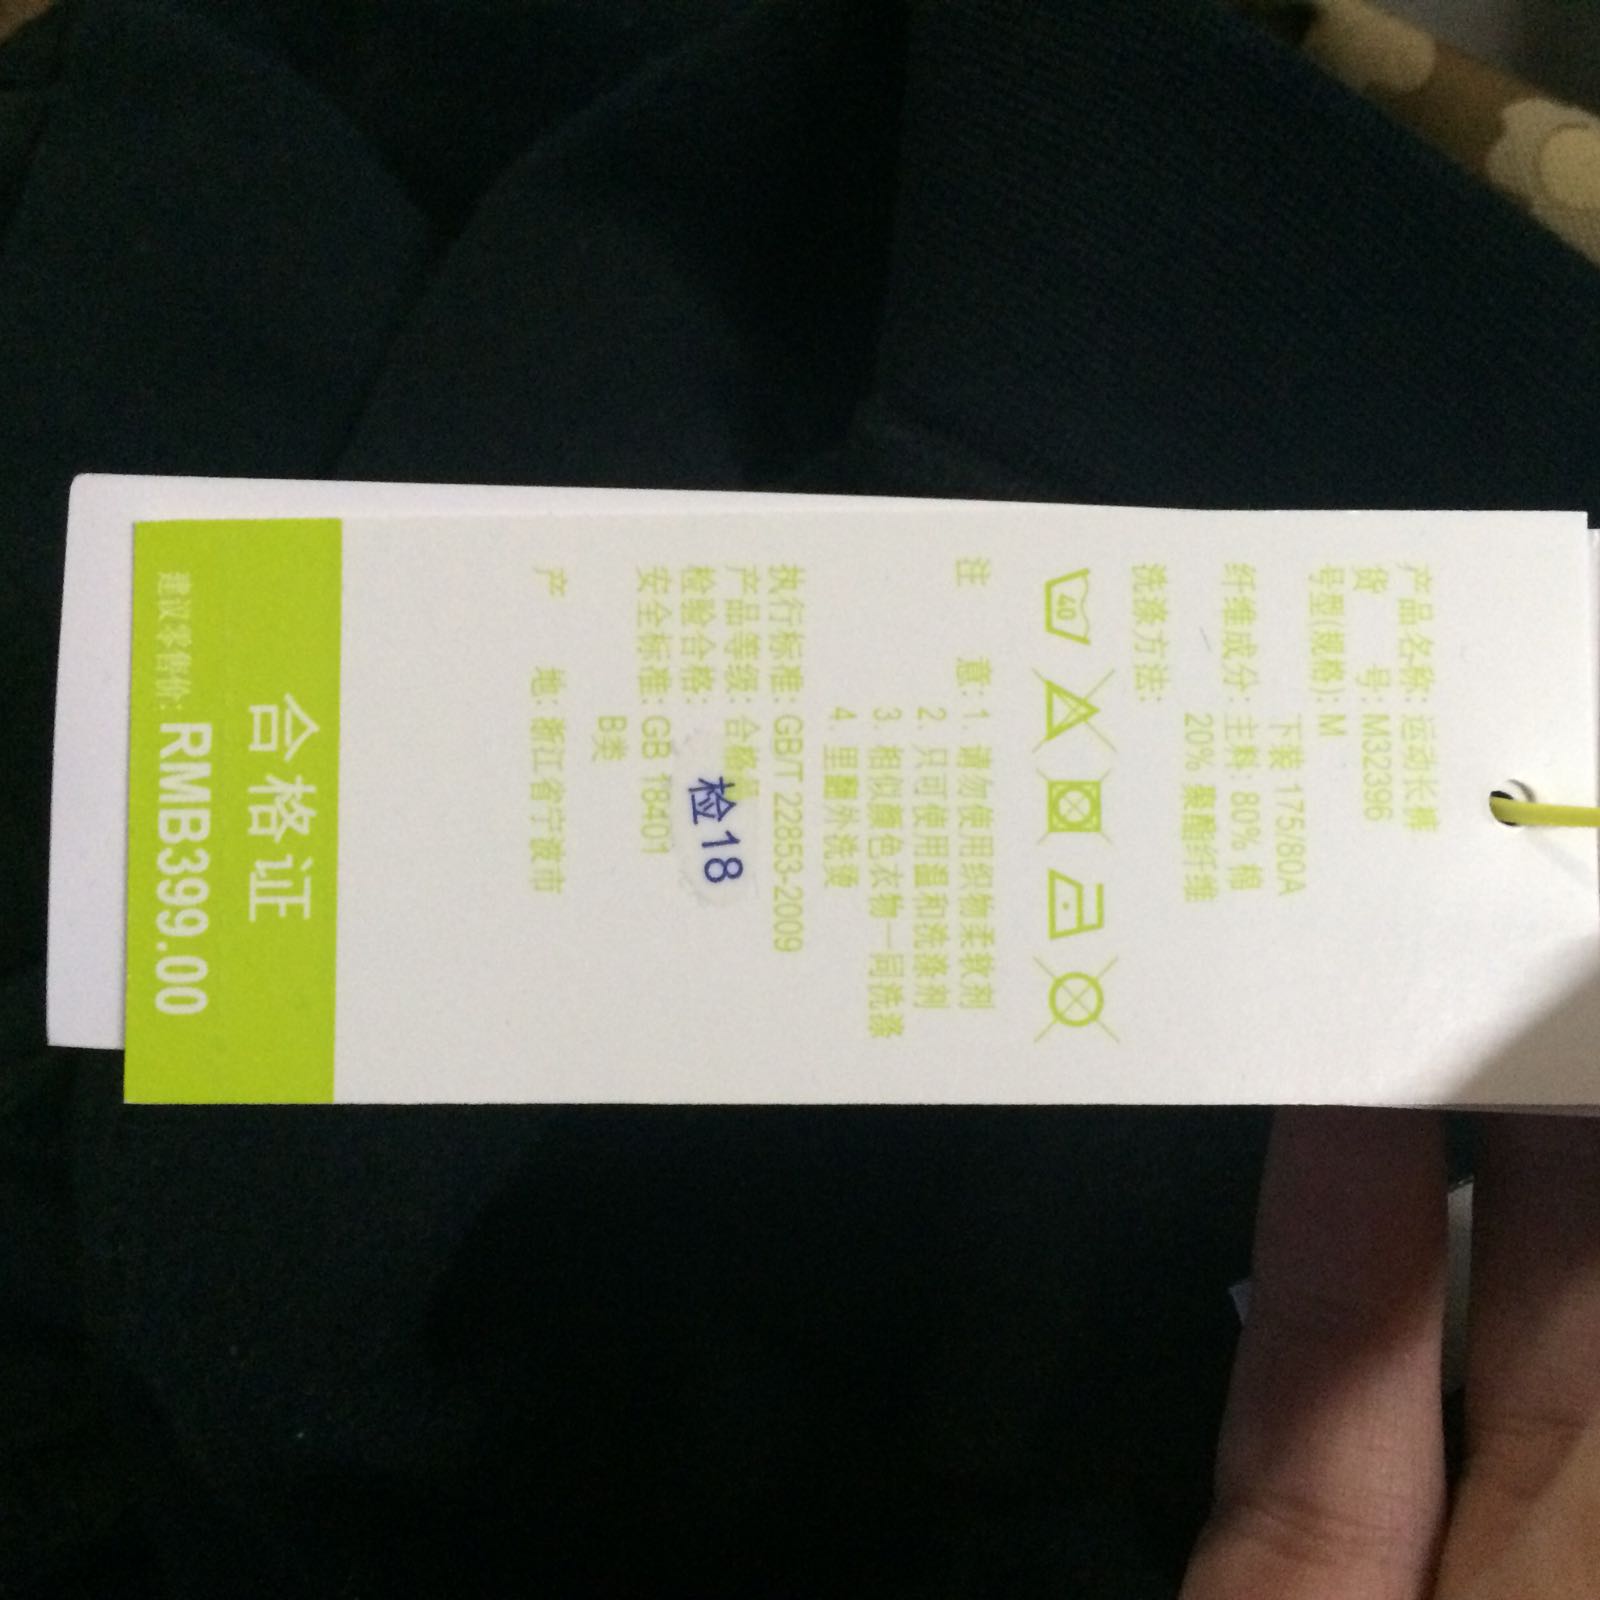 产品名称: 运动长裤
货 号: M32396
号型(规格): M
下装 175/80A
纤维成分: 主料: 80% 棉
20% 聚酯纤维
洗涤方法:
40
注 意: 1. 请勿使用织物柔软剂
2. 只可使用温和洗涤剂
3. 相似颜色衣物一同洗涤
4. 里翻外洗烫
执行标准: GB/T 22853-2009
产品等级: 合格品
检验合格: 检18
安全标准: GB 18401
B类
产 地: 浙江省宁波市
合格证
建议零售价: RMB399.00